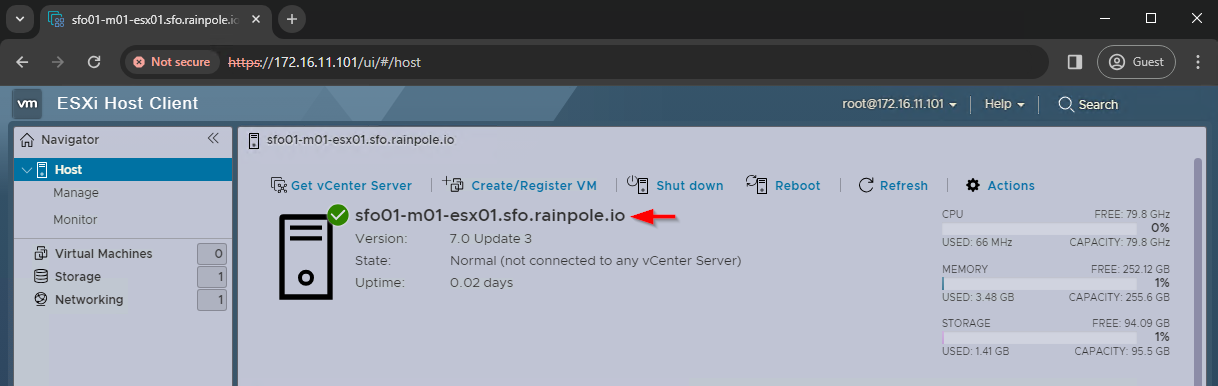 sfo01-m01-esx01.sfo.rainpole.io
Not secure https://172.16.11.101/ui/#/host Guest
vm ESXi Host Client root@172.16.11.101 Help Search
Navigator
Host
Manage
Monitor
Virtual Machines 0
Storage 1
Networking 1
sfo01-m01-esx01.sfo.rainpole.io
Get vCenter Server Create/Register VM Shut down Reboot Refresh Actions
sfo01-m01-esx01.sfo.rainpole.io
Version: 7.0 Update 3
State: Normal (not connected to any vCenter Server)
Uptime: 0.02 days
CPU FREE: 79.8 GHz
0%
USED: 66 MHz CAPACITY: 79.8 GHz
MEMORY FREE: 252.12 GB
1%
USED: 3.48 GB CAPACITY: 255.6 GB
STORAGE FREE: 94.09 GB
1%
USED: 1.41 GB CAPACITY: 95.5 GB